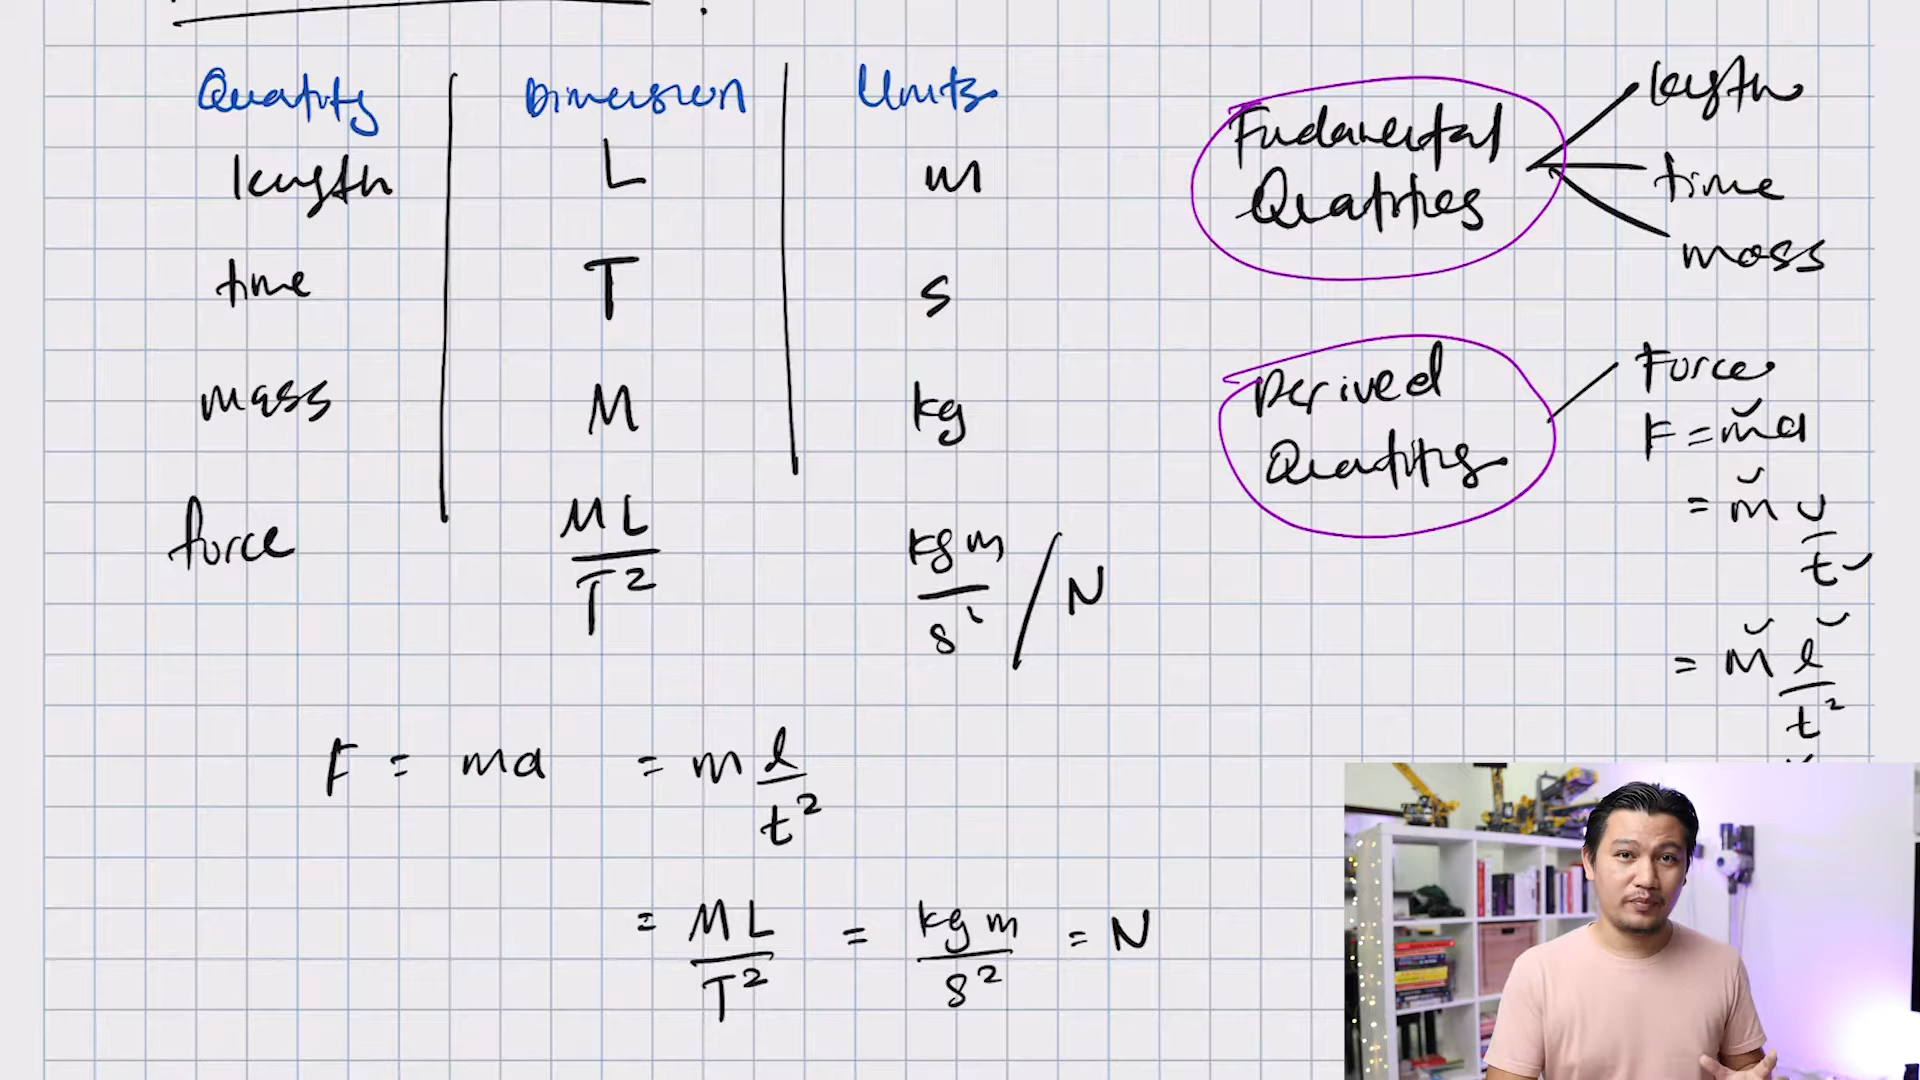 Quantity Dimension Units
length L m
time T s
mass M kg
force ML/T² kg m/s² / N
F = ma = m l/t²
= ML/T² = kg m/s² = N
Fundamental
Quantities
length
time
mass
Derived
Quantities
Force
F = ma
= m v/t
= m l/t²